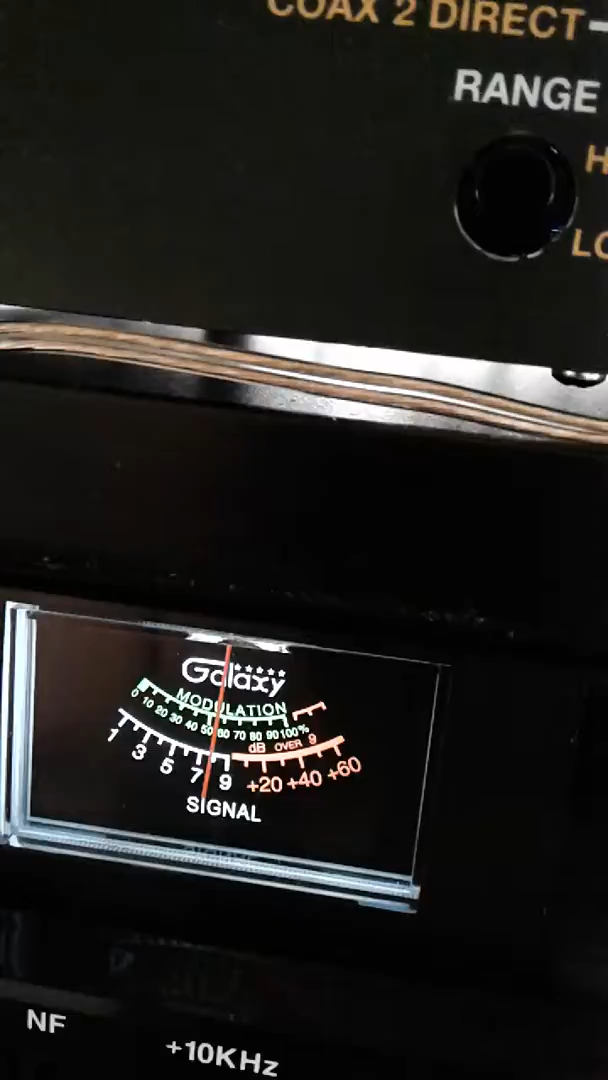 COAX 2 DIRECT
RANGE
H
LO
Galaxy
MODULATION
0 10 20 30 40 50 60 70 80 90 100%
dB OVER 9
1 3 5 7 9 +20 +40 +60
SIGNAL
NF
+10KHz